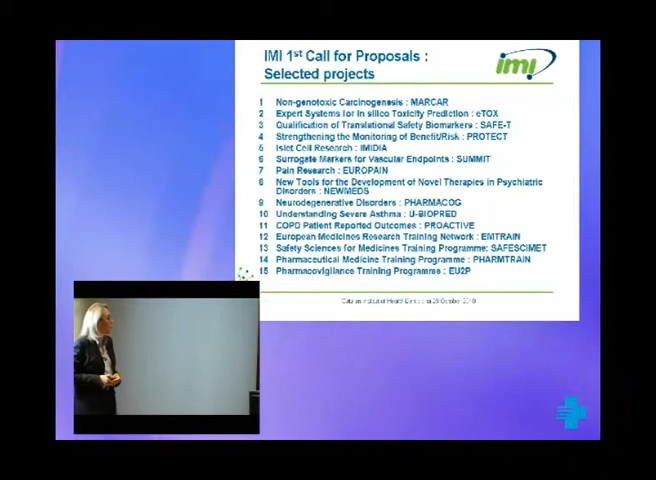 IMI 1st Call for Proposals :
Selected projects
imi
1 Non-genotoxic Carcinogenesis : MARCAR
2 Expert Systems for in silico Toxicity Prediction : eTOX
3 Qualification of Translational Safety Biomarkers : SAFE-T
4 Strengthening the Monitoring of Benefit/Risk : PROTECT
5 Islet Cell Research : IMIDIA
6 Surrogate Markers for Vascular Endpoints : SUMMIT
7 Pain Research : EUROPAIN
8 New Tools for the Development of Novel Therapies in Psychiatric
Disorders : NEWMEDS
9 Neurodegenerative Disorders : PHARMACOG
10 Understanding Severe Asthma : U-BIOPRED
11 COPD Patient Reported Outcomes : PROACTIVE
12 European Medicines Research Training Network : EMTRAIN
13 Safety Sciences for Medicines Training Programme: SAFESCIMET
14 Pharmaceutical Medicine Training Programme : PHARMTRAIN
15 Pharmacovigilance Training Programme : EU2P
Institut of Health October 2010